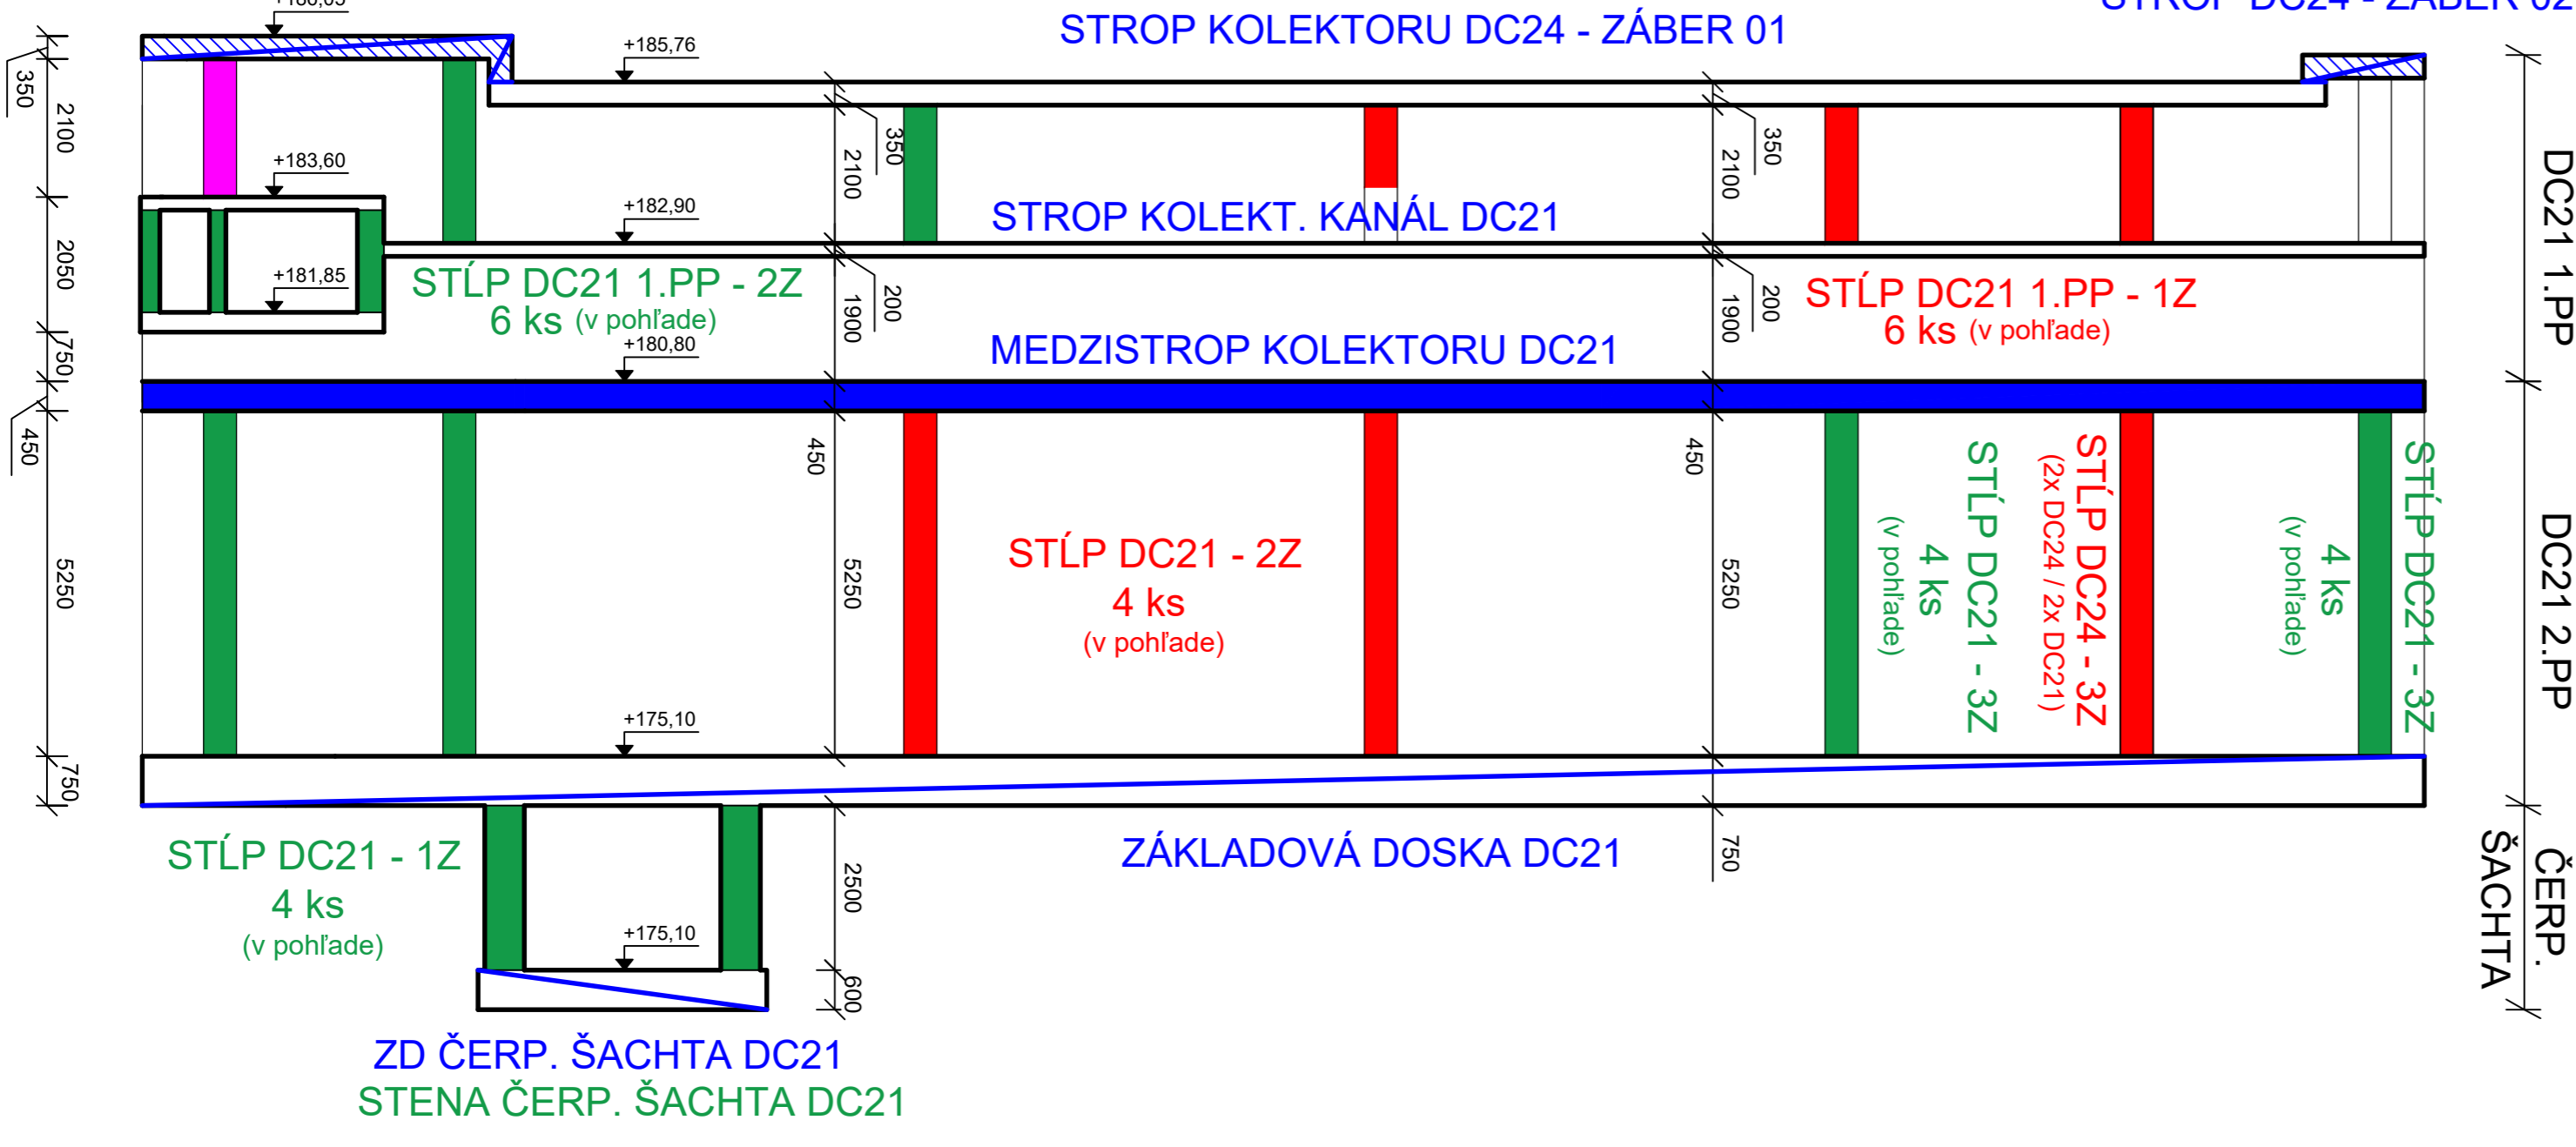 STROP KOLEKTORU DC24 - ZÁBER 01
+185,76
350
2100
+183,60
2050
+181,85
750
450
5250
750
350
2100
350
2100
+182,90
STROP KOLEKT. KANÁL DC21
STĹP DC21 1.PP - 2Z
6 ks (v pohľade)
200
1900
200
1900
STĹP DC21 1.PP - 1Z
6 ks (v pohľade)
+180,80
MEDZISTROP KOLEKTORU DC21
DC21 1.PP
450
5250
450
5250
STĹP DC21 - 2Z
4 ks
(v pohľade)
STĹP DC21 - 3Z
4 ks
(v pohľade)
STĹP DC24 - 3Z
(2x DC24 / 2x DC21)
STĹP DC21 - 3Z
4 ks
(v pohľade)
DC21 2.PP
+175,10
STĹP DC21 - 1Z
4 ks
(v pohľade)
2500
600
+175,10
ZÁKLADOVÁ DOSKA DC21
750
ČERP.
ŠACHTA
ZD ČERP. ŠACHTA DC21
STENA ČERP. ŠACHTA DC21